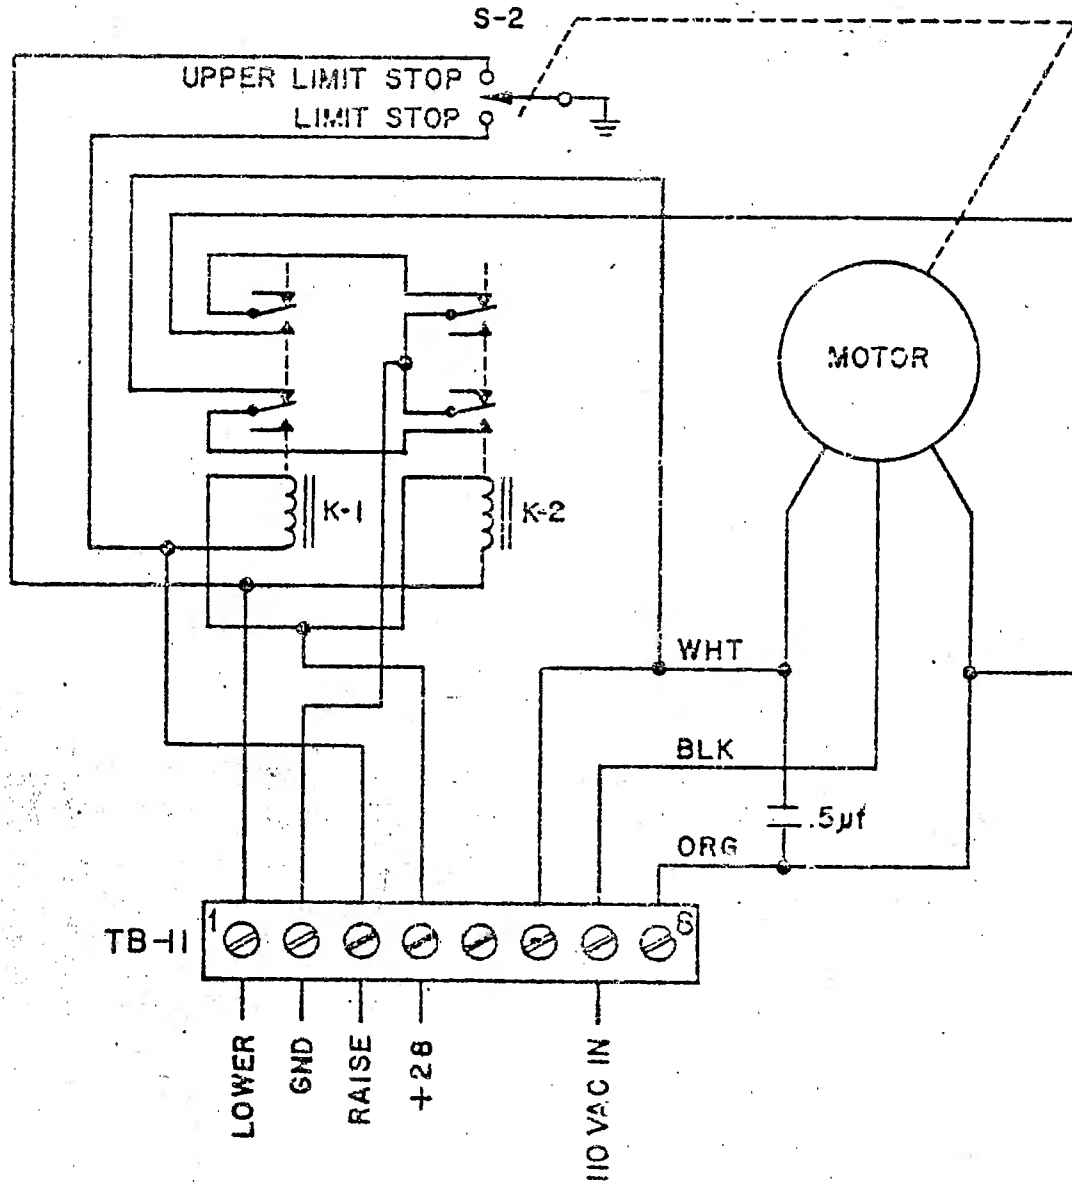 S-2
UPPER LIMIT STOP
LIMIT STOP
MOTOR
K-1
K-2
WHT
BLK
.5µf
ORG
TB-11
1
8
LOWER
GND
RAISE
+28
110 VAC IN